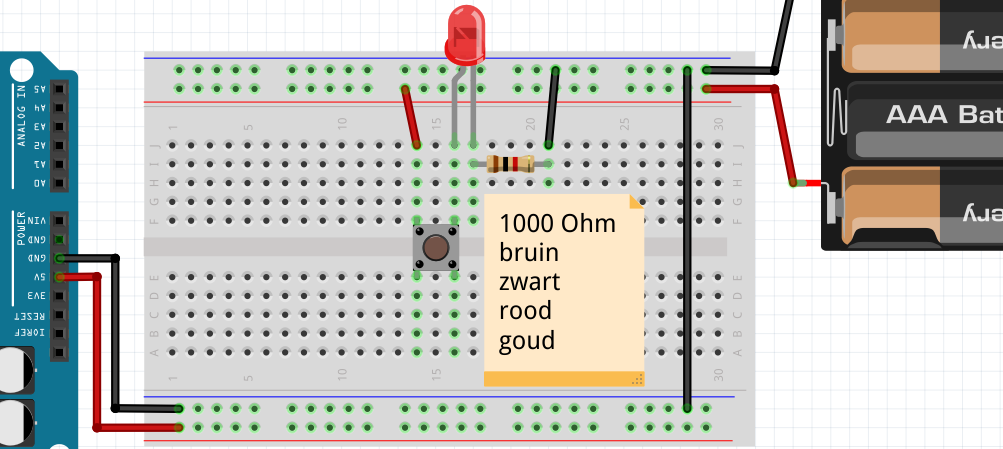 A5
A4
A3
A2
A1
A0
ANALOG IN
VIN
GND
GND
5V
3V3
RESET
IOREF
POWER
1 5 10 15 20 25 30
J J
I I
H H
G
F F
E E
D D
C C
B B
A A
1 5 10 15 30
1000 Ohm
bruin
zwart
rood
goud
ery
AAA Bat
ery